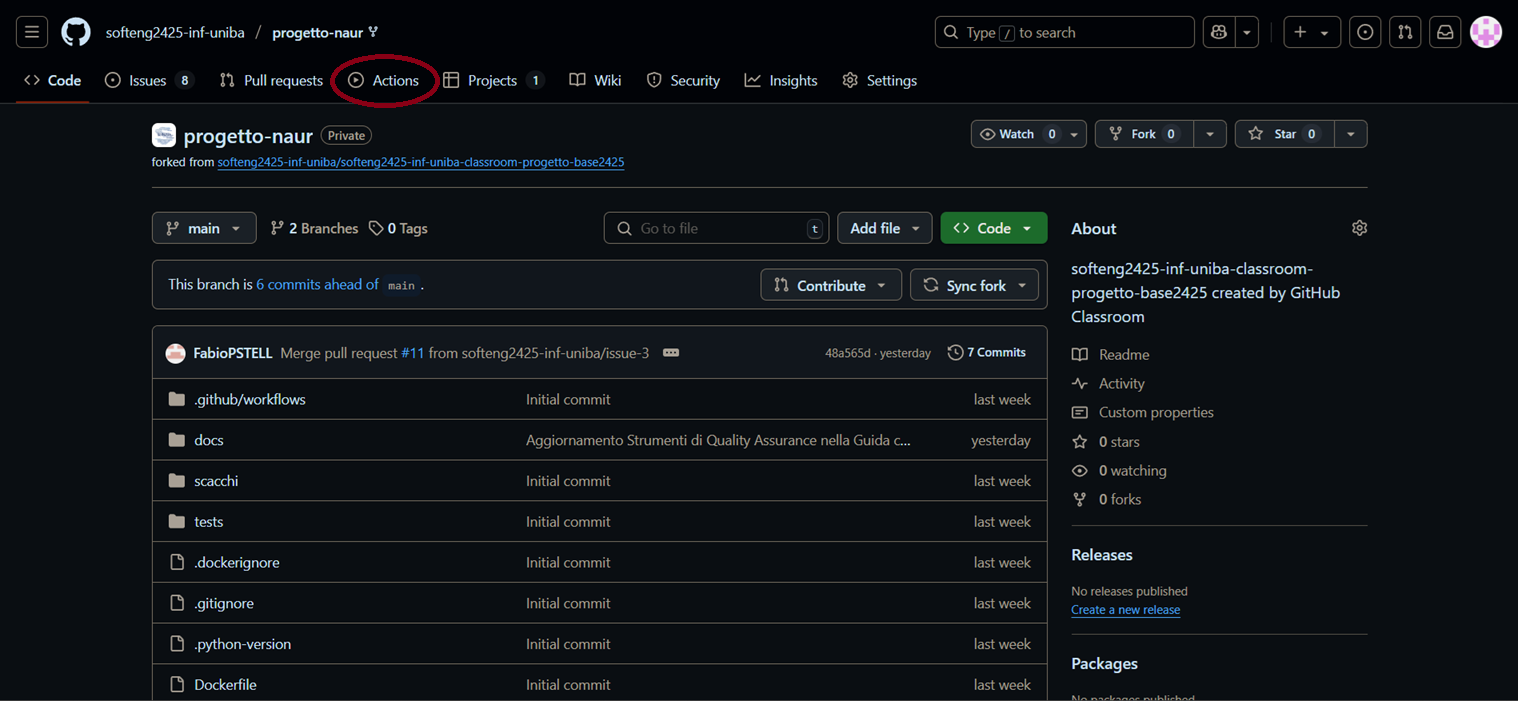 softeng2425-inf-uniba / progetto-naur
Type / to search
Code Issues 8 Pull requests Actions Projects 1 Wiki Security Insights Settings
progetto-naur Private
Watch 0 Fork 0 Star 0
forked from softeng2425-inf-uniba/softeng2425-inf-uniba-classroom-progetto-base2425
main 2 Branches 0 Tags Go to file t Add file Code
This branch is 6 commits ahead of main .
Contribute Sync fork
FabioPSTELL Merge pull request #11 from softeng2425-inf-uniba/issue-3 48a565d · yesterday 7 Commits
.github/workflows Initial commit last week
docs Aggiornamento Strumenti di Quality Assurance nella Guida c... yesterday
scacchi Initial commit last week
tests Initial commit last week
.dockerignore Initial commit last week
.gitignore Initial commit last week
.python-version Initial commit last week
Dockerfile Initial commit last week
About
softeng2425-inf-uniba-classroom-
progetto-base2425 created by GitHub
Classroom
Readme
Activity
Custom properties
0 stars
0 watching
0 forks
Releases
No releases published
Create a new release
Packages
No packages published